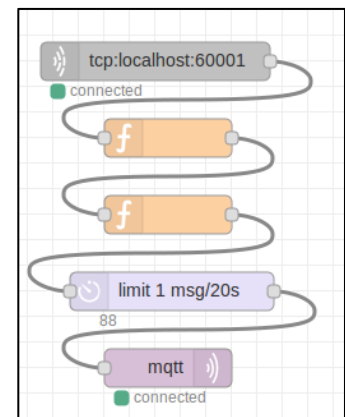 tcp:localhost:60001
connected
f
f
limit 1 msg/20s
88
mqtt
connected